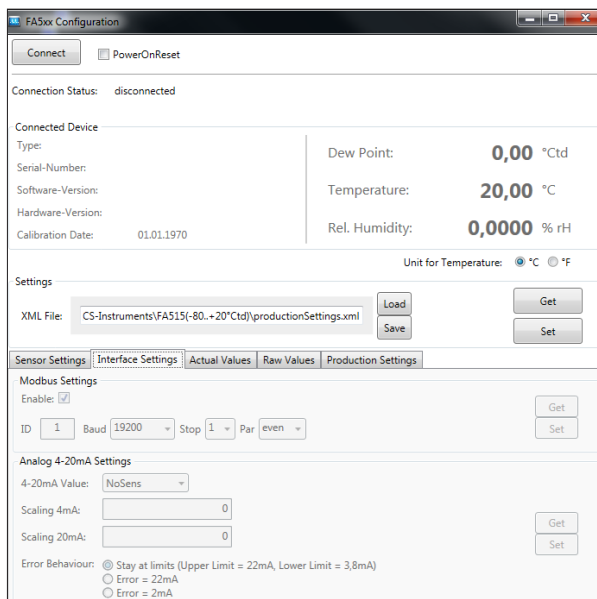 FA5xx Configuration
Connect PowerOnReset
Connection Status: disconnected
Connected Device
Type:
Serial-Number:
Software-Version:
Hardware-Version:
Calibration Date: 01.01.1970
Dew Point: 0,00 °Ctd
Temperature: 20,00 °C
Rel. Humidity: 0,0000 % rH
Unit for Temperature: °C °F
Settings
XML File: CS-Instruments\FA515(-80..+20°Ctd)\productionSettings.xml
Load
Save
Get
Set
Sensor Settings Interface Settings Actual Values Raw Values Production Settings
Modbus Settings
Enable:
ID 1 Baud 19200 Stop 1 Par even
Get
Set
Analog 4-20mA Settings
4-20mA Value: NoSens
Scaling 4mA: 0
Scaling 20mA: 0
Get
Set
Error Behaviour: Stay at limits (Upper Limit = 22mA, Lower Limit = 3,8mA)
Error = 22mA
Error = 2mA